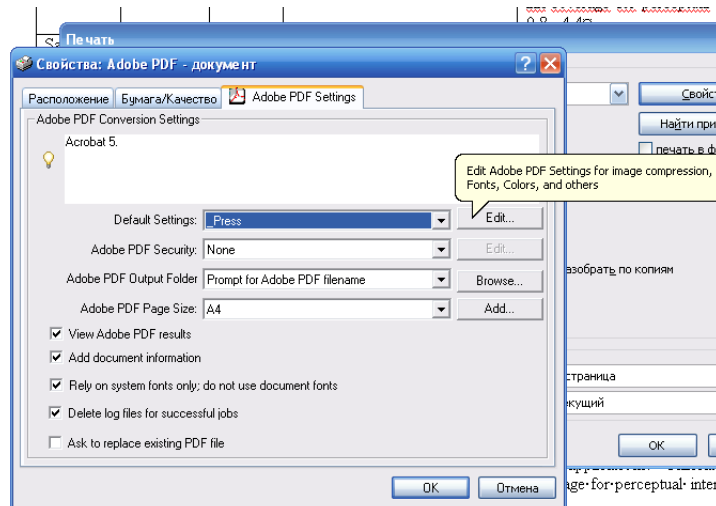 0.8
Печать
Свойства: Adobe PDF - документ
Расположение Бумага/Качество Adobe PDF Settings
Adobe PDF Conversion Settings
Acrobat 5.
Edit Adobe PDF Settings for image compression,
Fonts, Colors, and others
Default Settings: _Press Edit...
Adobe PDF Security: None Edit...
Adobe PDF Output Folder Prompt for Adobe PDF filename Browse...
Adobe PDF Page Size: A4 Add...
View Adobe PDF results
Add document information
Rely on system fonts only; do not use document fonts
Delete log files for successful jobs
Ask to replace existing PDF file
OK Отмена
Свойст
Найти при
печать в ф
азобрать по копиям
страница
кущий
ОК
age·for·perceptual·inter